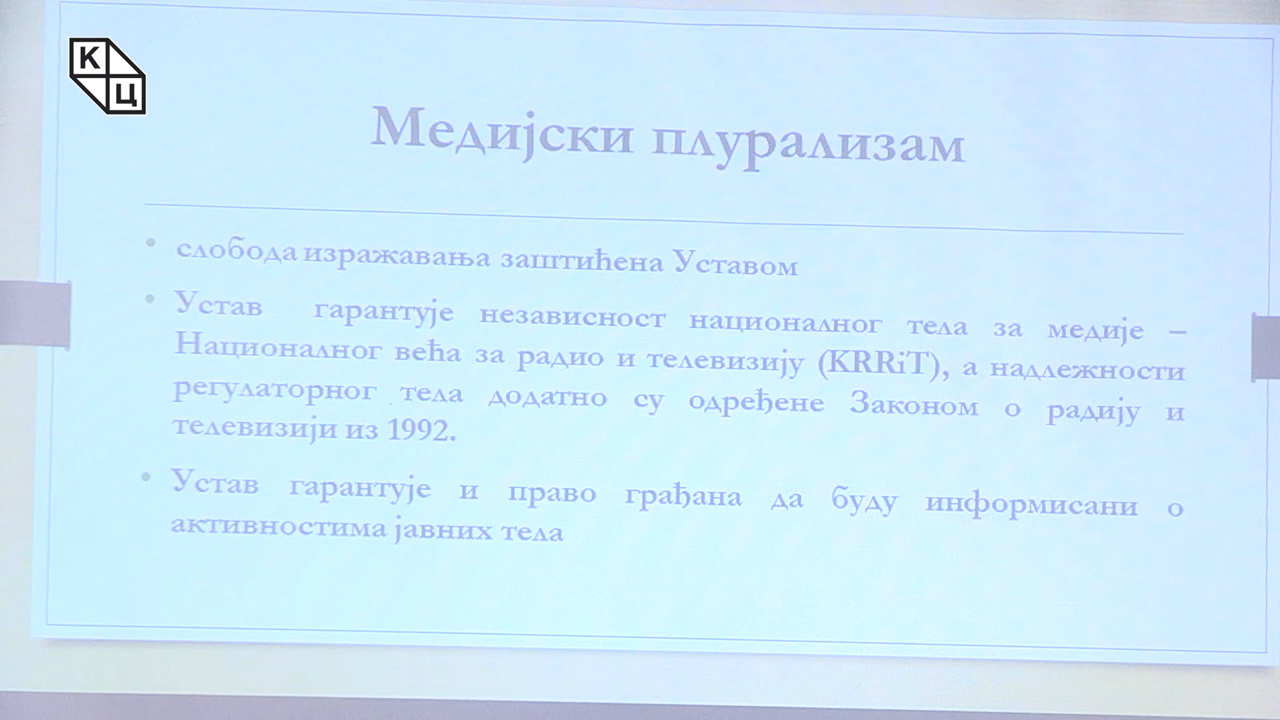 К
Ц
Медијски плурализам
• слобода изражавања заштићена Уставом
• Устав гарантује независност националног тела за медије –
Националног већа за радио и телевизију (KRRiT), а надлежности
регулаторног тела додатно су одређене Законом о радију и
телевизији из 1992.
• Устав гарантује и право грађана да буду информисани о
активностима јавних тела